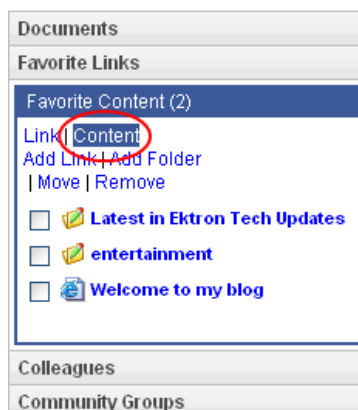 Documents
Favorite Links
Favorite Content (2)
Link | Content
Add Link | Add Folder
| Move | Remove
Latest in Ektron Tech Updates
entertainment
Welcome to my blog
Colleagues
Community Groups